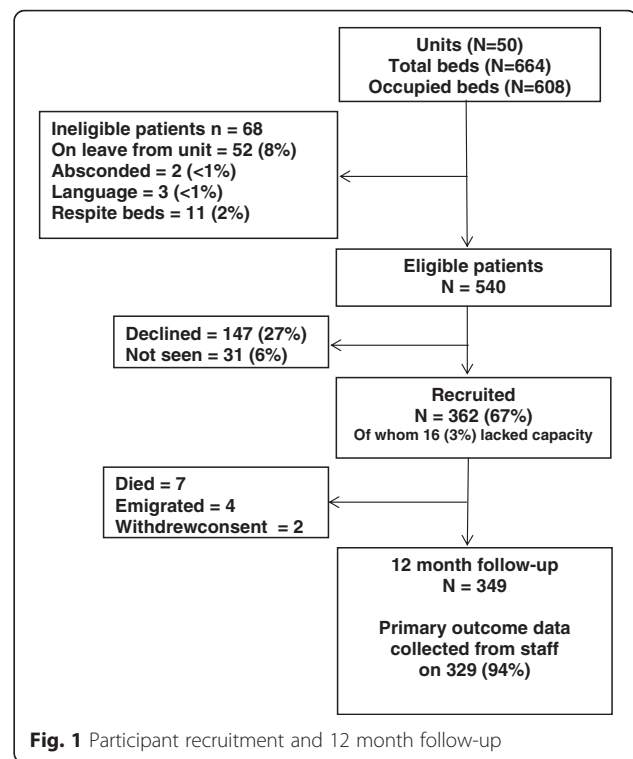 Units (N=50)
Total beds (N=664)
Occupied beds (N=608)
Ineligible patients n = 68
On leave from unit = 52 (8%)
Absconded = 2 (<1%)
Language = 3 (<1%)
Respite beds = 11 (2%)
Eligible patients
N = 540
Declined = 147 (27%)
Not seen = 31 (6%)
Recruited
N = 362 (67%)
Of whom 16 (3%) lacked capacity
Died = 7
Emigrated = 4
Withdrewconsent = 2
12 month follow-up
N = 349
Primary outcome data
collected from staff
on 329 (94%)
Fig. 1 Participant recruitment and 12 month follow-up